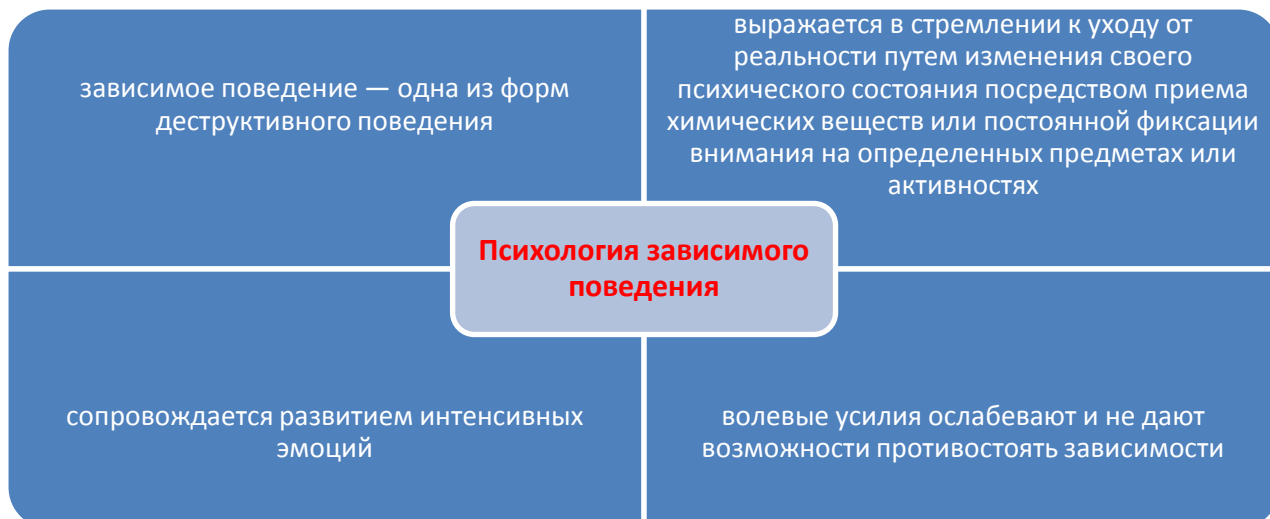 зависимое поведение — одна из форм
деструктивного поведения
выражается в стремлении к уходу от
реальности путем изменения своего
психического состояния посредством приема
химических веществ или постоянной фиксации
внимания на определенных предметах или
активностях
Психология зависимого
поведения
сопровождается развитием интенсивных
эмоций
волевые усилия ослабевают и не дают
возможности противостоять зависимости